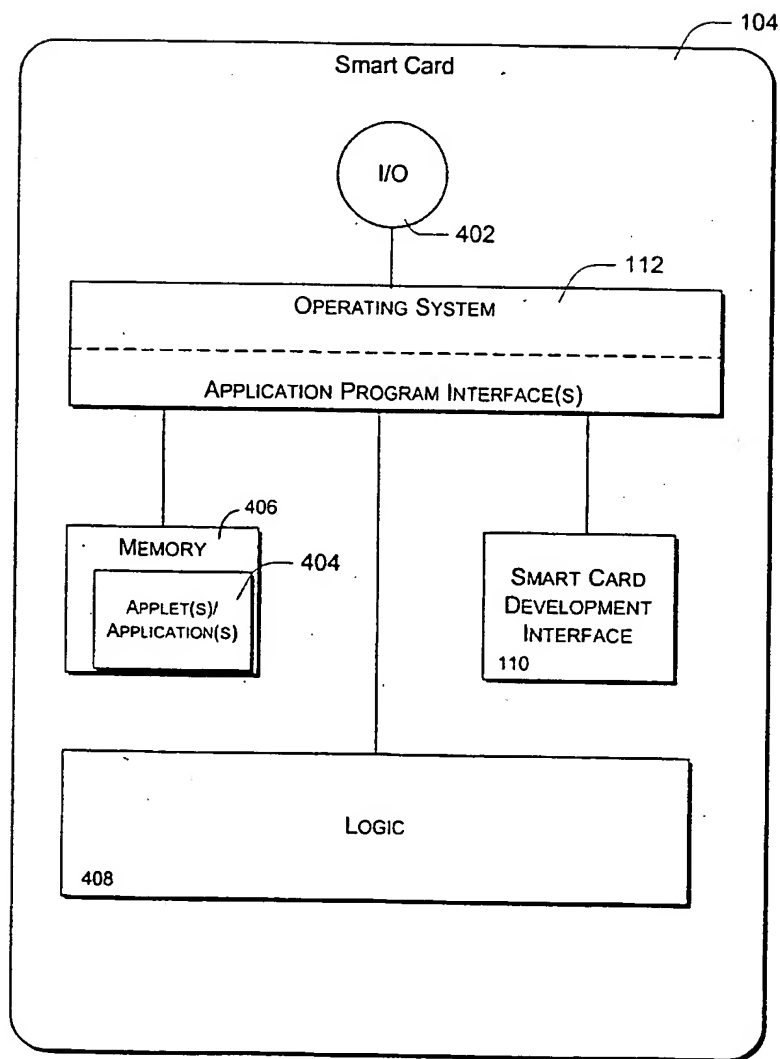 104
Smart Card
I/O
402
112
OPERATING SYSTEM
APPLICATION PROGRAM INTERFACE(S)
406
MEMORY
404
APPLET(S)/
APPLICATION(S)
SMART CARD
DEVELOPMENT
INTERFACE
110
LOGIC
408